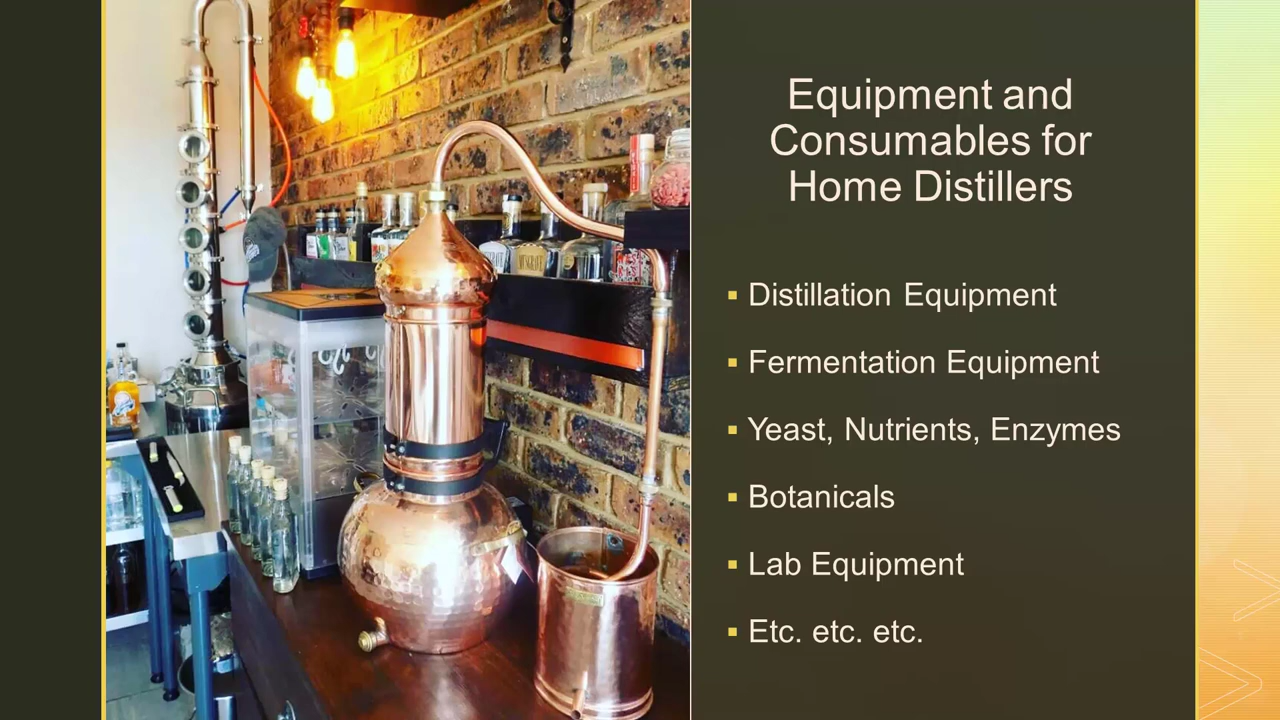 Equipment and
Consumables for
Home Distillers
▪ Distillation Equipment
▪ Fermentation Equipment
▪ Yeast, Nutrients, Enzymes
▪ Botanicals
▪ Lab Equipment
▪ Etc. etc. etc.
MUSGRAVE